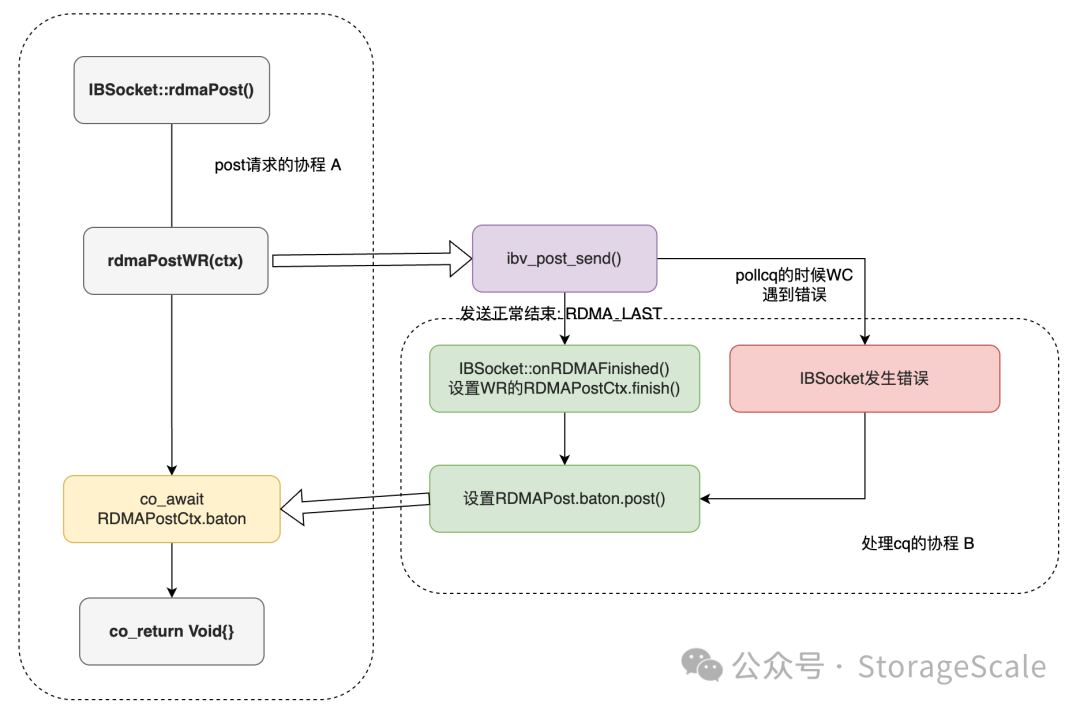 IBSocket::rdmaPost()
post请求的协程 A
rdmaPostWR(ctx)
ibv_post_send()
pollcq的时候WC
遇到错误
发送正常结束: RDMA_LAST
IBSocket::onRDMAFinished()
设置WR的RDMAPostCtx.finish()
IBSocket发生错误
co_await
RDMAPostCtx.baton
设置RDMAPost.baton.post()
处理cq的协程 B
co_return Void{}
公众号 · StorageScale